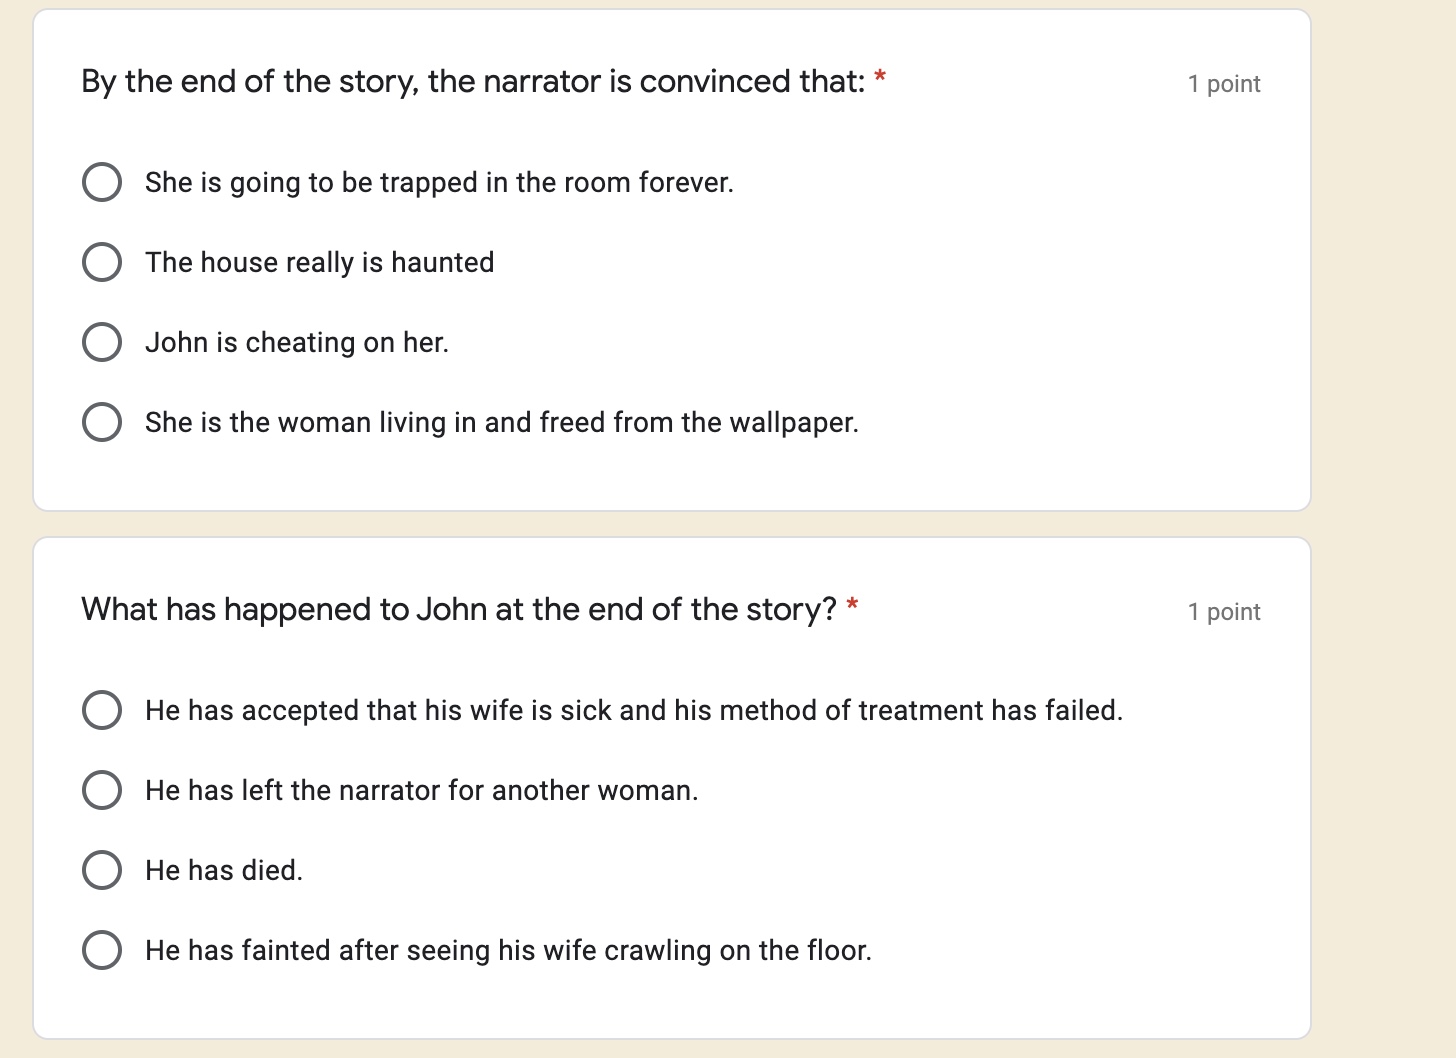 By the end of the story, the narrator is convinced that: *
1 point
She is going to be trapped in the room forever.
The house really is haunted
John is cheating on her.
She is the woman living in and freed from the wallpaper.
What has happened to John at the end of the story? *
1 point
He has accepted that his wife is sick and his method of treatment has failed.
He has left the narrator for another woman.
He has died.
He has fainted after seeing his wife crawling on the floor.